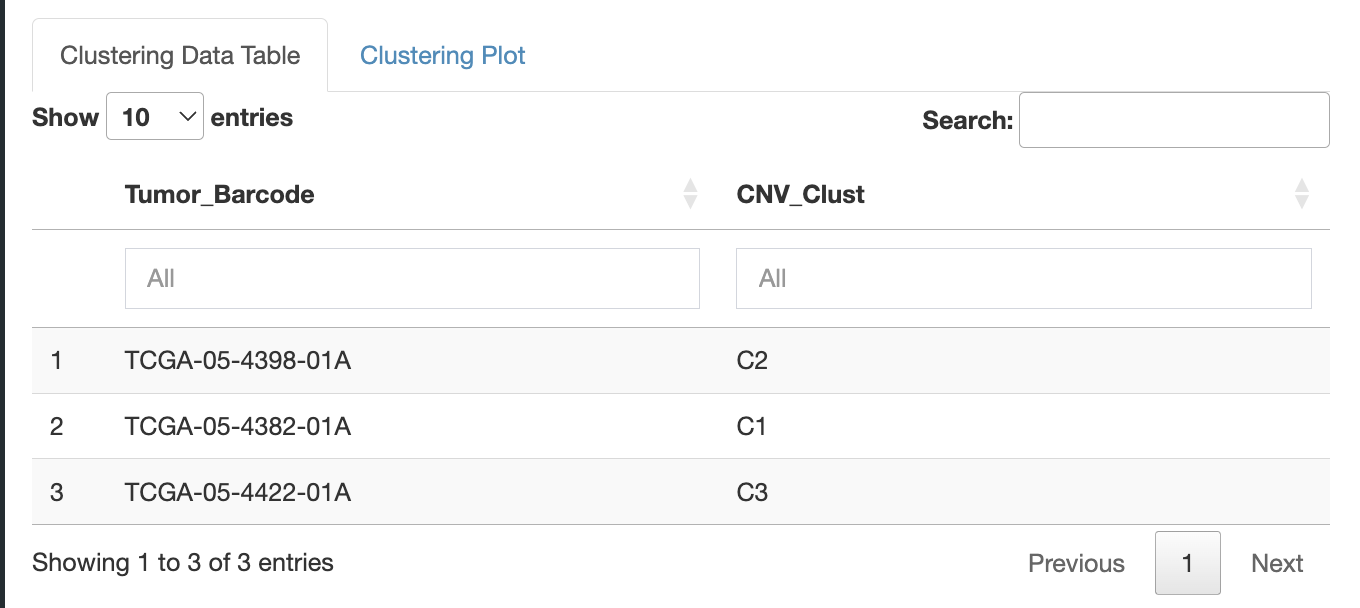 Clustering Data Table Clustering Plot
Show 10 entries Search:
Tumor_Barcode CNV_Clust
All All
1 TCGA-05-4398-01A C2
2 TCGA-05-4382-01A C1
3 TCGA-05-4422-01A C3
Showing 1 to 3 of 3 entries Previous 1 Next